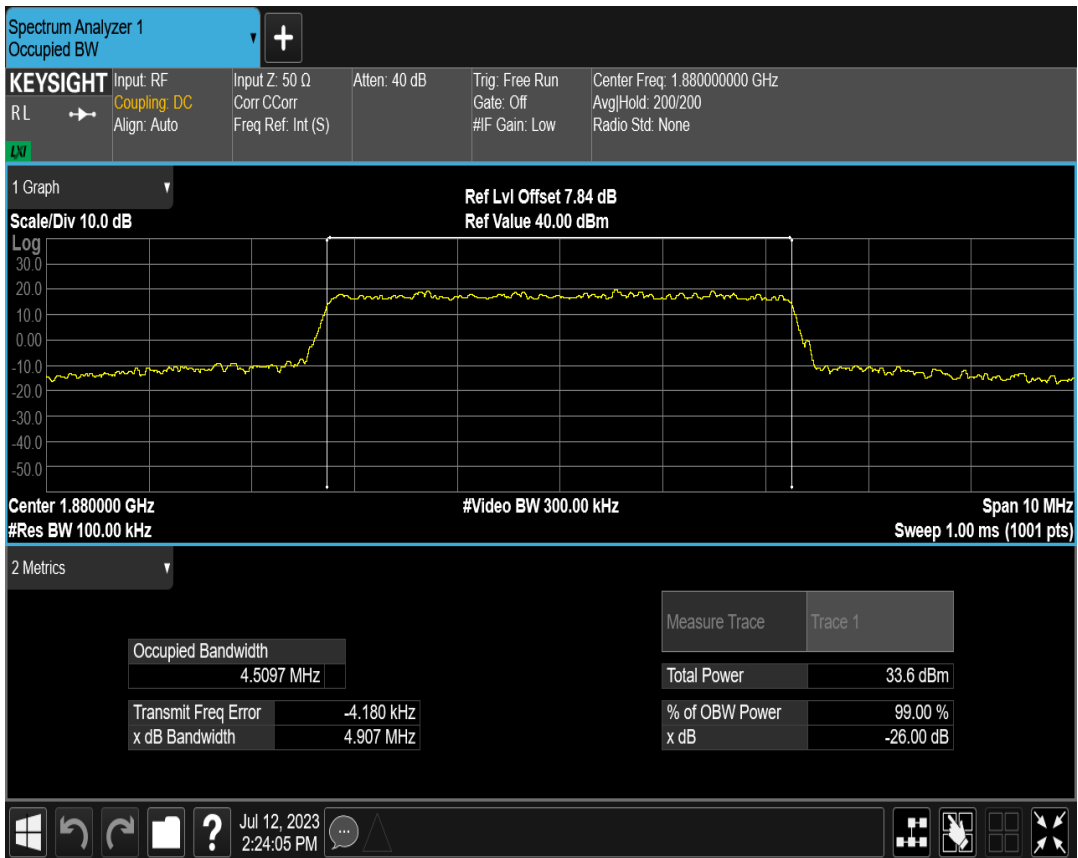 Spectrum Analyzer 1
Occupied BW
+
KEYSIGHT
RL
LXI
Input: RF
Coupling: DC
Align: Auto
Input Z: 50 Ω
Corr CCorr
Freq Ref: Int (S)
Atten: 40 dB
Trig: Free Run
Gate: Off
#IF Gain: Low
Center Freq: 1.880000000 GHz
Avg|Hold: 200/200
Radio Std: None
1 Graph
Scale/Div 10.0 dB
Ref Lvl Offset 7.84 dB
Ref Value 40.00 dBm
Log
30.0
20.0
10.0
0.00
-10.0
-20.0
-30.0
-40.0
-50.0
Center 1.880000 GHz
#Res BW 100.00 kHz
#Video BW 300.00 kHz
Span 10 MHz
Sweep 1.00 ms (1001 pts)
2 Metrics
Occupied Bandwidth
4.5097 MHz
Transmit Freq Error -4.180 kHz
x dB Bandwidth 4.907 MHz
Measure Trace Trace 1
Total Power 33.6 dBm
% of OBW Power 99.00 %
x dB -26.00 dB
?
Jul 12, 2023
2:24:05 PM